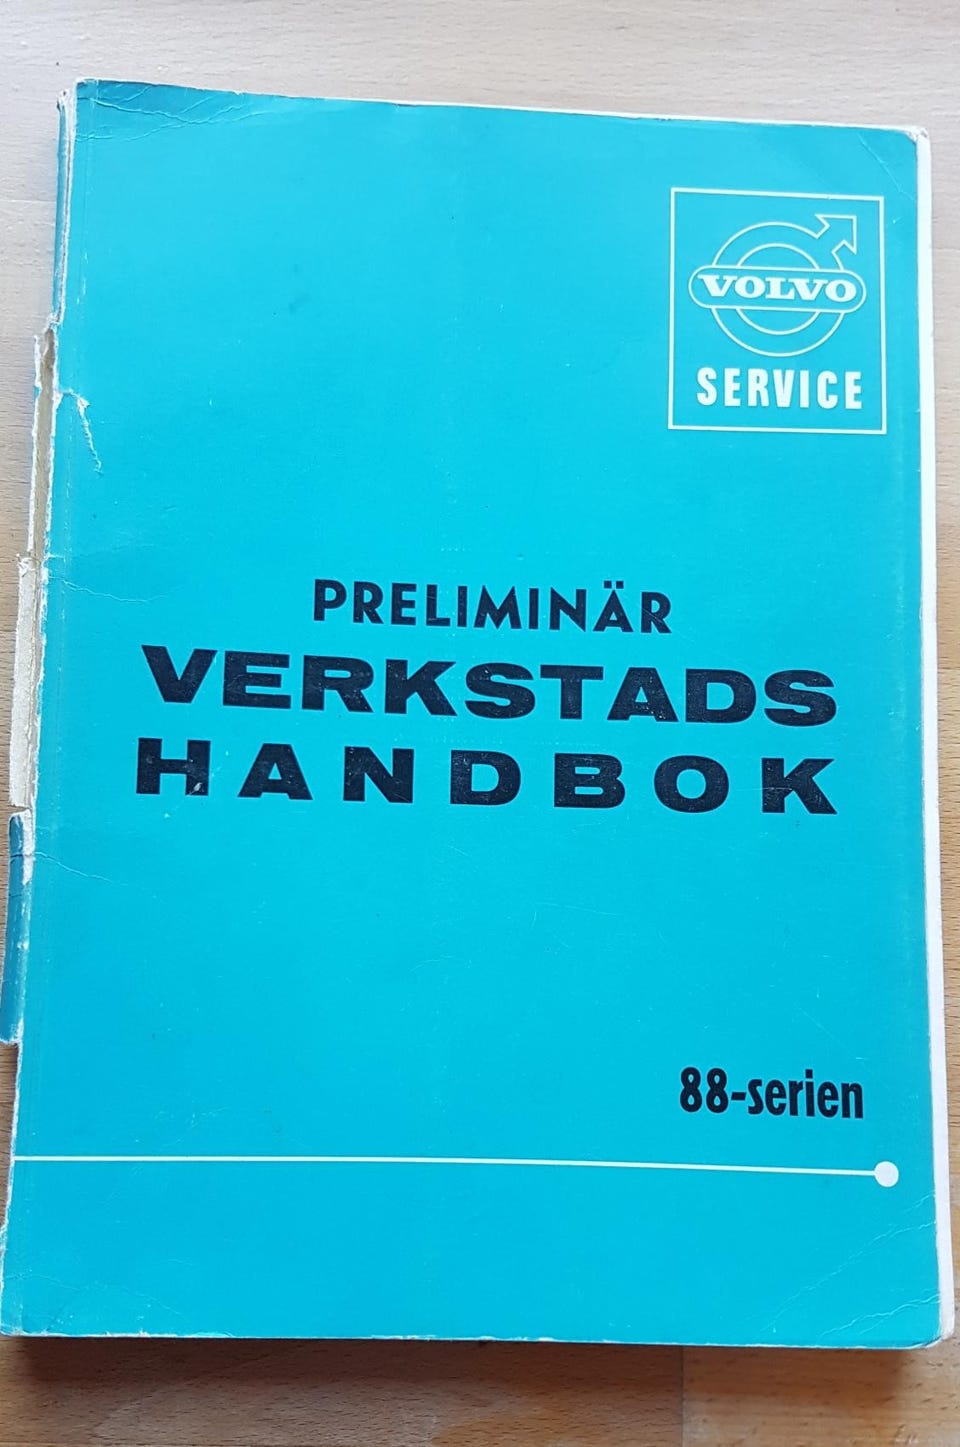 VOLVO
SERVICE
PRELIMINÄR
VERKSTADS
HANDBOK
88-serien